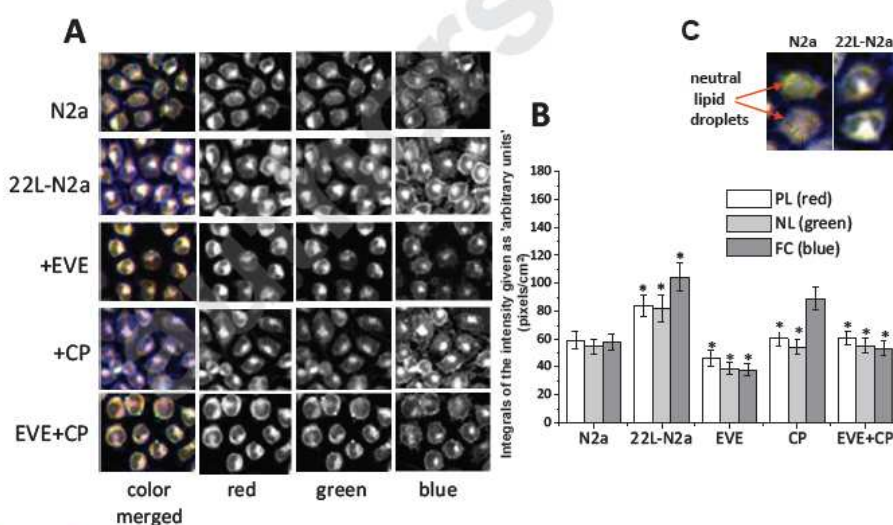 A
N2a
22L-N2a
+EVE
+CP
EVE+CP
color
merged
red
green
blue
C
N2a
22L-N2a
neutral
lipid
droplets
B
Integrals of the intensity given as 'arbitrary units'
(pixels/cm²)
180
160
140
120
100
80
60
40
20
0
PL (red)
NL (green)
FC (blue)
* * *
* * *
* *
* * *
N2a
22L-N2a
EVE
CP
EVE+CP